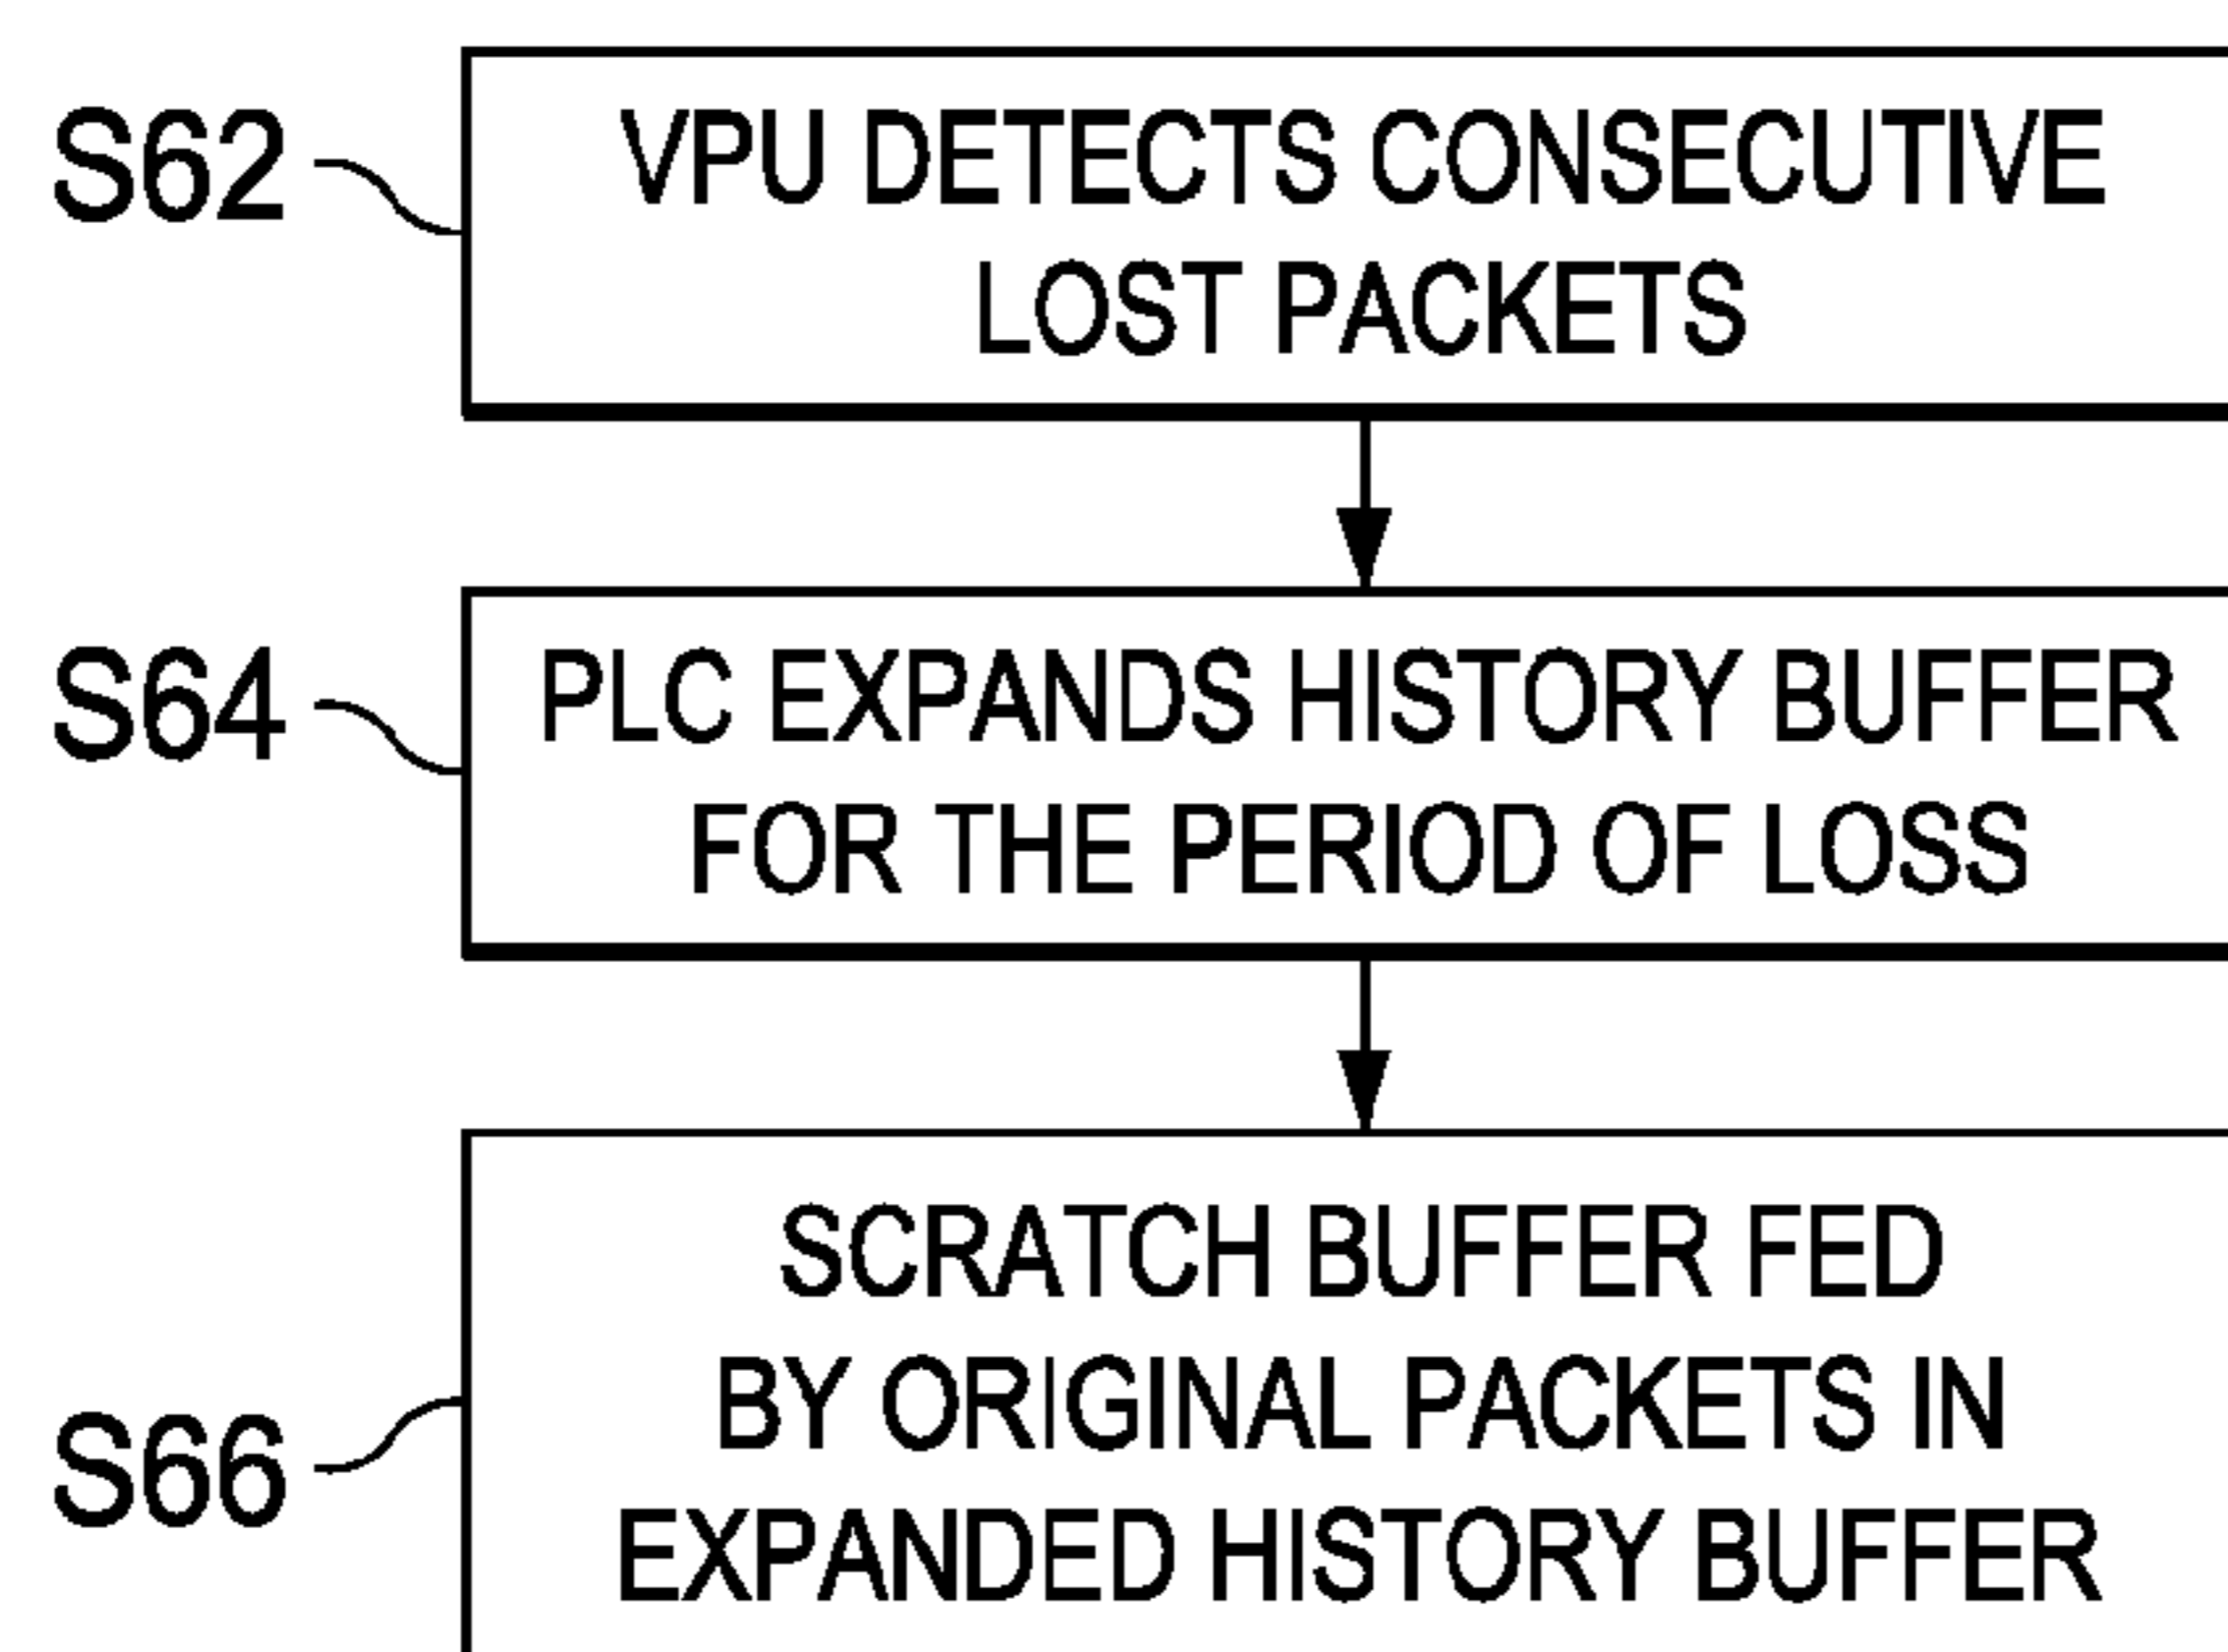 S62
VPU DETECTS CONSECUTIVE
LOST PACKETS
S64
PLC EXPANDS HISTORY BUFFER
FOR THE PERIOD OF LOSS
S66
SCRATCH BUFFER FED
BY ORIGINAL PACKETS IN
EXPANDED HISTORY BUFFER